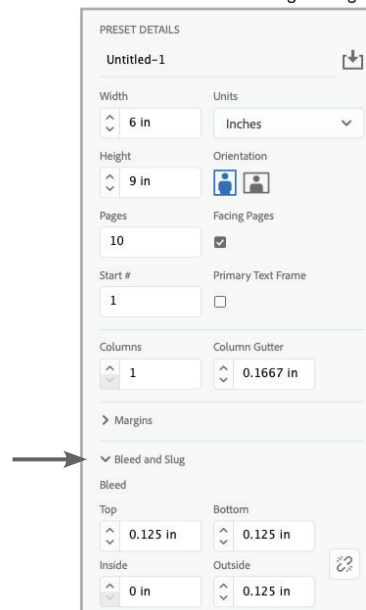 PRESET DETAILS
Untitled-1
Width Units
6 in Inches
Height Orientation
9 in
Pages Facing Pages
10
Start # Primary Text Frame
1
Columns Column Gutter
1 0.1667 in
Margins
Bleed and Slug
Bleed
Top Bottom
0.125 in 0.125 in
Inside Outside
0 in 0.125 in